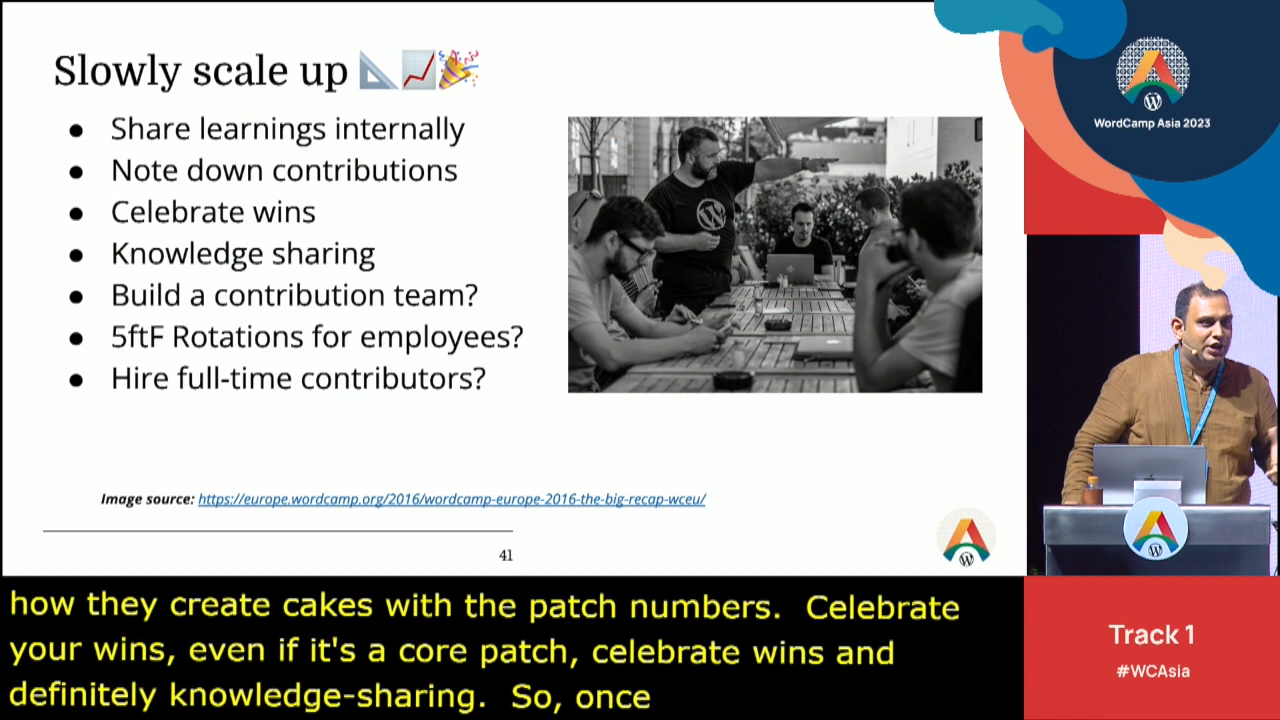 Slowly scale up
Share learnings internally
Note down contributions
Celebrate wins
Knowledge sharing
Build a contribution team?
5ftF Rotations for employees?
Hire full-time contributors?
Image source: https://europe.wordcamp.org/2016/wordcamp-europe-2016-the-big-recap-wceu/
41
WordCamp Asia 2023
how they create cakes with the patch numbers.  Celebrate
your wins, even if it's a core patch, celebrate wins and
definitely knowledge-sharing.  So, once
Track 1
#WCAsia